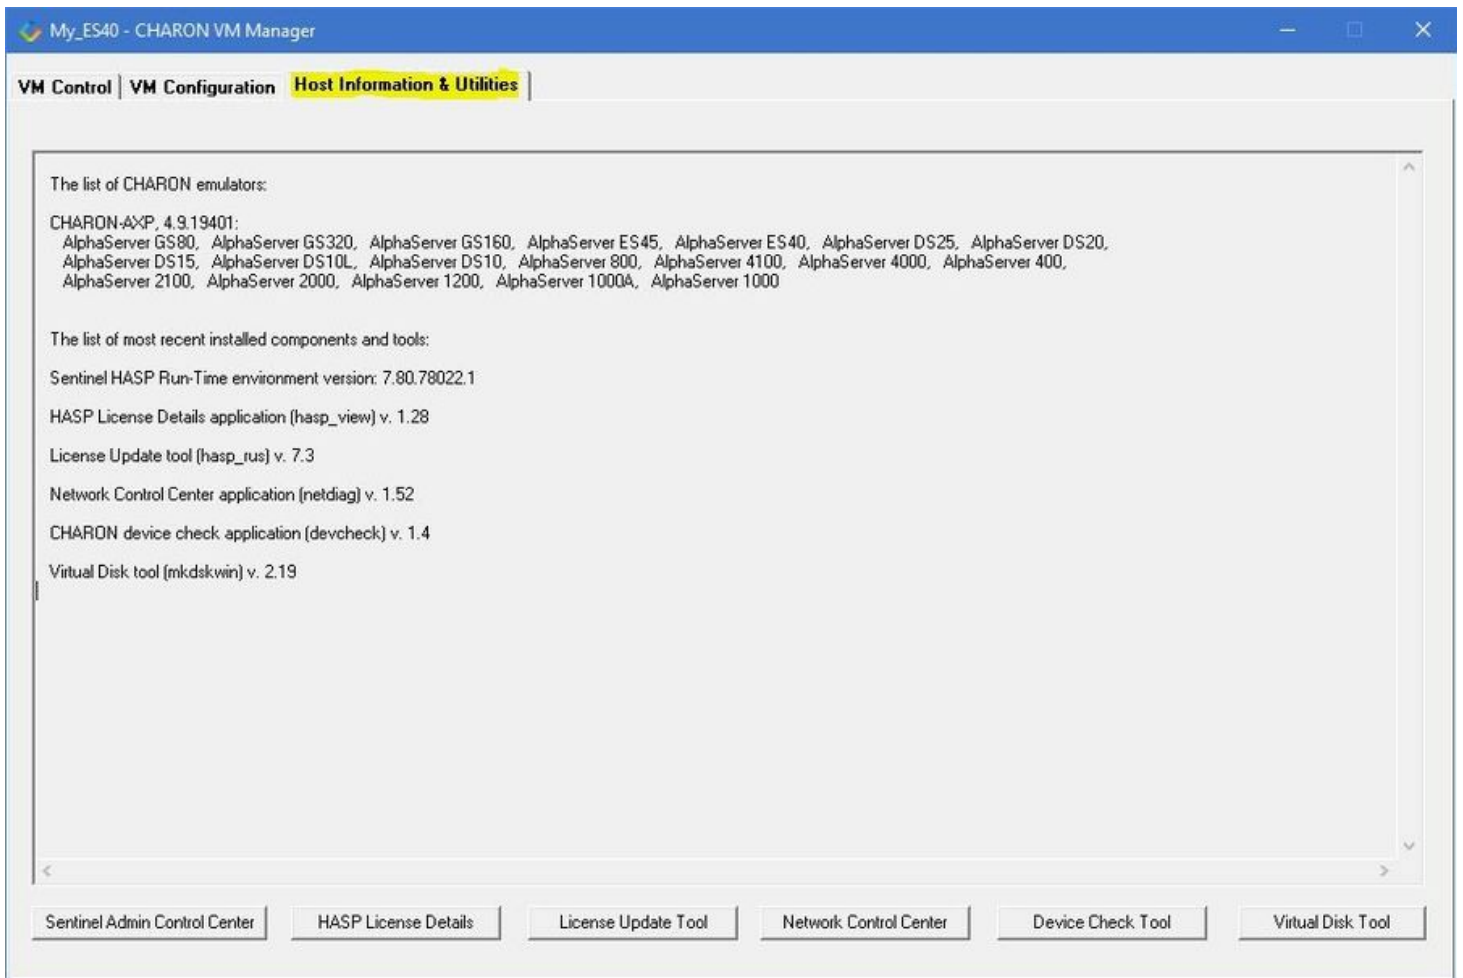 My_ES40 - CHARON VM Manager
VM Control
VM Configuration
Host Information & Utilities
The list of CHARON emulators:
CHARON-AXP, 4.9.19401:
AlphaServer GS80, AlphaServer GS320, AlphaServer GS160, AlphaServer ES45, AlphaServer ES40, AlphaServer DS25, AlphaServer DS20,
AlphaServer DS15, AlphaServer DS10L, AlphaServer DS10, AlphaServer 800, AlphaServer 4100, AlphaServer 4000, AlphaServer 400,
AlphaServer 2100, AlphaServer 2000, AlphaServer 1200, AlphaServer 1000A, AlphaServer 1000
The list of most recent installed components and tools:
Sentinel HASP Run-Time environment version: 7.80.78022.1
HASP License Details application (hasp_view) v. 1.28
License Update tool (hasp_rus) v. 7.3
Network Control Center application (netdiag) v. 1.52
CHARON device check application (devcheck) v. 1.4
Virtual Disk tool (mkdskwin) v. 2.19
Sentinel Admin Control Center
HASP License Details
License Update Tool
Network Control Center
Device Check Tool
Virtual Disk Tool